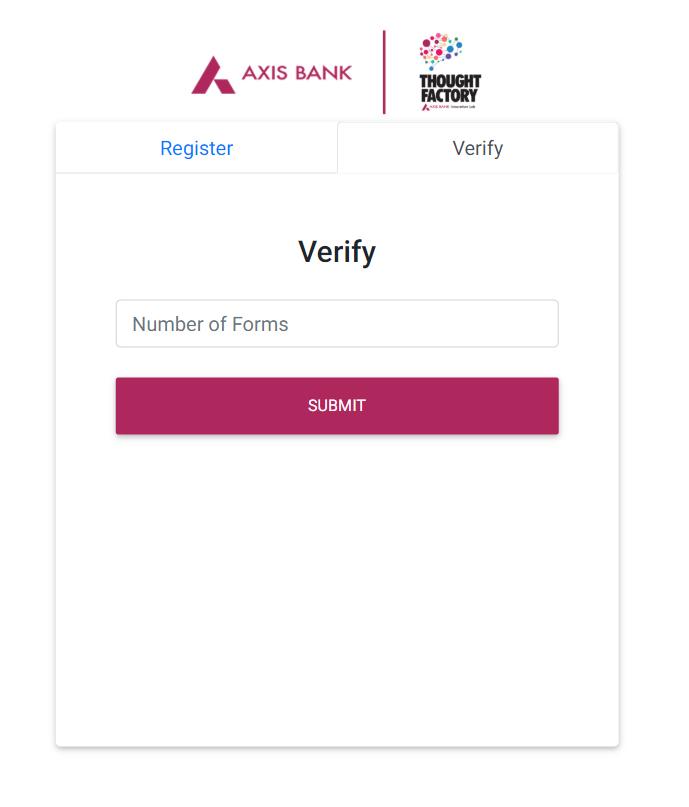 AXIS BANK
THOUGHT
FACTORY
AXIS BANK Innovation Lab
Register
Verify
Verify
Number of Forms
SUBMIT